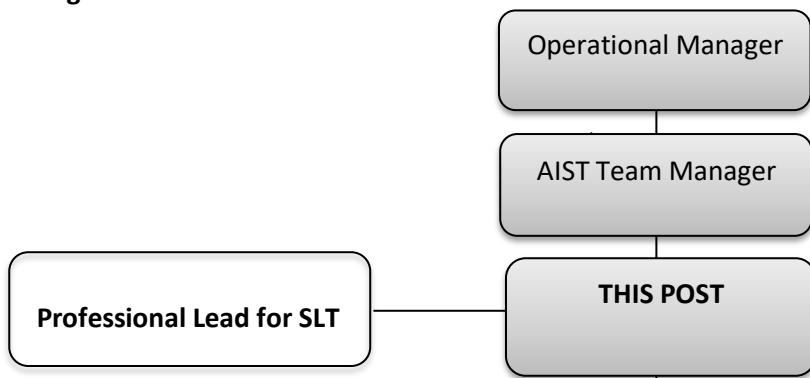 Operational Manager
AIST Team Manager
THIS POST
Professional Lead for SLT